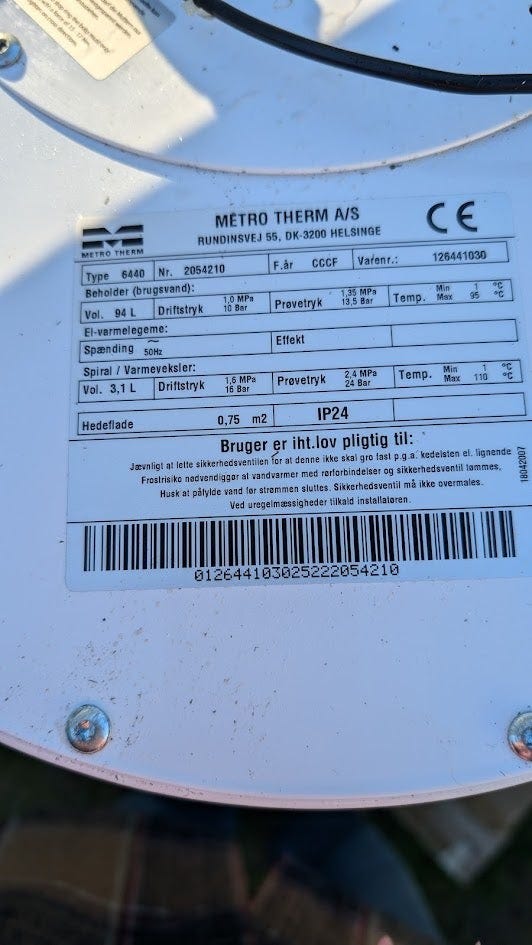 METRO THERM A/S
RUNDINSVEJ 55, DK-3200 HELSINGE
CE
METRO THERM
Type 6440 Nr. 2054210 F.år CCCF Varenr.: 126441030
Beholder (brugsvand):
Vol. 94 L Driftstryk 1,0 MPa 10 Bar Prøvetryk 1,35 MPa 13,5 Bar Temp. Min 1 °C Max 95 °C
El-varmelegeme:
Spænding ~ 50Hz Effekt
Spiral / Varmeveksler:
Vol. 3,1 L Driftstryk 1,6 MPa 16 Bar Prøvetryk 2,4 MPa 24 Bar Temp. Min 1 °C Max 110 °C
Hedeflade 0,75 m2 IP24
Bruger er iht.lov pligtig til:
Jævnligt at lette sikkerhedsventilen for at denne ikke skal gro fast p.g.a. kedelsten el. lignende
Frostrisiko nødvendiggør at vandvarmer med rørforbindelser og sikkerhedsventil tømmes,
Husk at påfylde vand før strømmen sluttes. Sikkerhedsventil må ikke overmales.
Ved uregelmæssigheder tilkald installatøren.
18042007
012644103025222054210